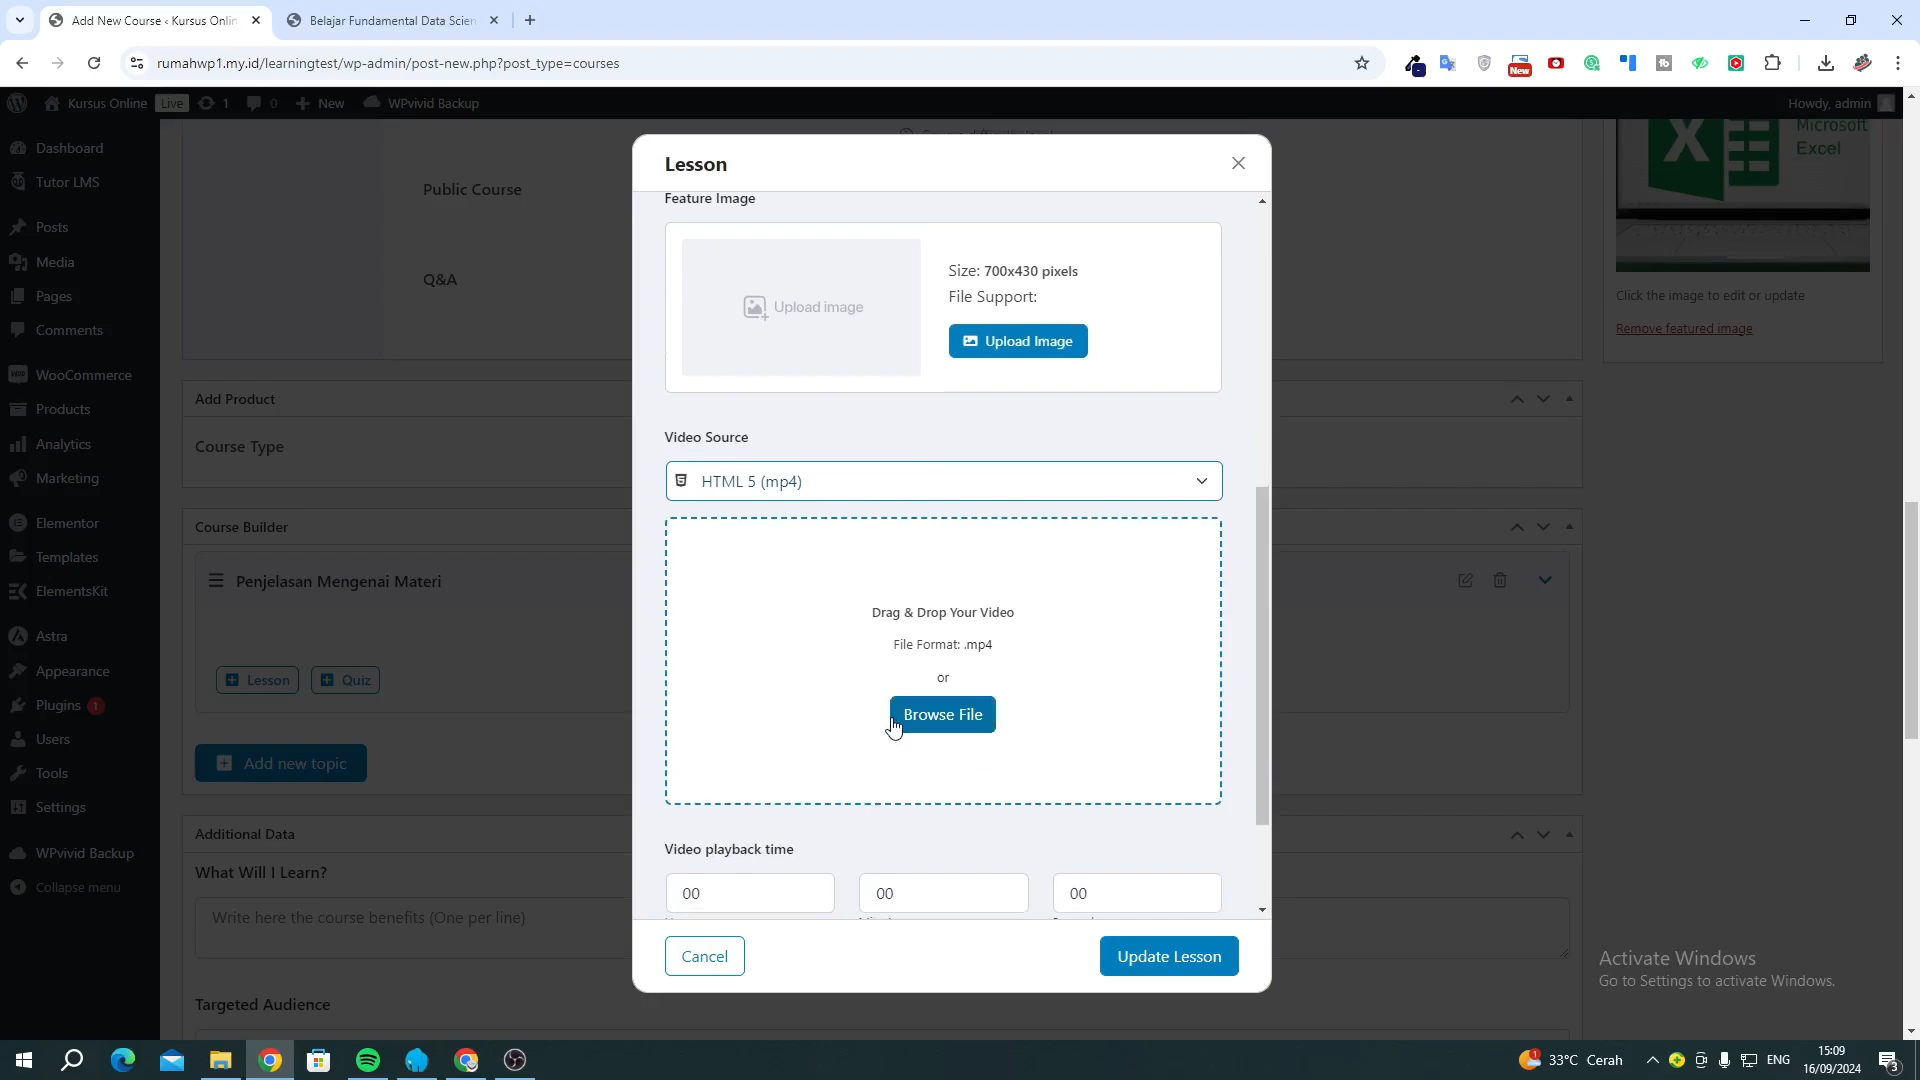 Add New Course ‹ Kursus Onlin
Belajar Fundamental Data Scien
rumahwp1.my.id/learningtest/wp-admin/post-new.php?post_type=courses
New
Kursus Online
Live
1
0
New
WPvivid Backup
Howdy, admin
Dashboard
Tutor LMS
Posts
Media
Pages
Comments
WooCommerce
Products
Analytics
Marketing
Elementor
Templates
ElementsKit
Astra
Appearance
Plugins 1
Users
Tools
Settings
WPvivid Backup
Collapse menu
Public Course
Q&A
Add Product
Course Type
Course Builder
Penjelasan Mengenai Materi
Lesson
Quiz
Add new topic
Additional Data
What Will I Learn?
Write here the course benefits (One per line)
Targeted Audience
Lesson
Feature Image
Upload image
Size: 700x430 pixels
File Support:
Upload Image
Video Source
HTML 5 (mp4)
Drag & Drop Your Video
File Format: .mp4
or
Browse File
Video playback time
00
00
00
Cancel
Update Lesson
Microsoft
Excel
Click the image to edit or update
Remove featured image
Activate Windows
Go to Settings to activate Windows.
33°C Cerah
ENG
15:09
16/09/2024
3